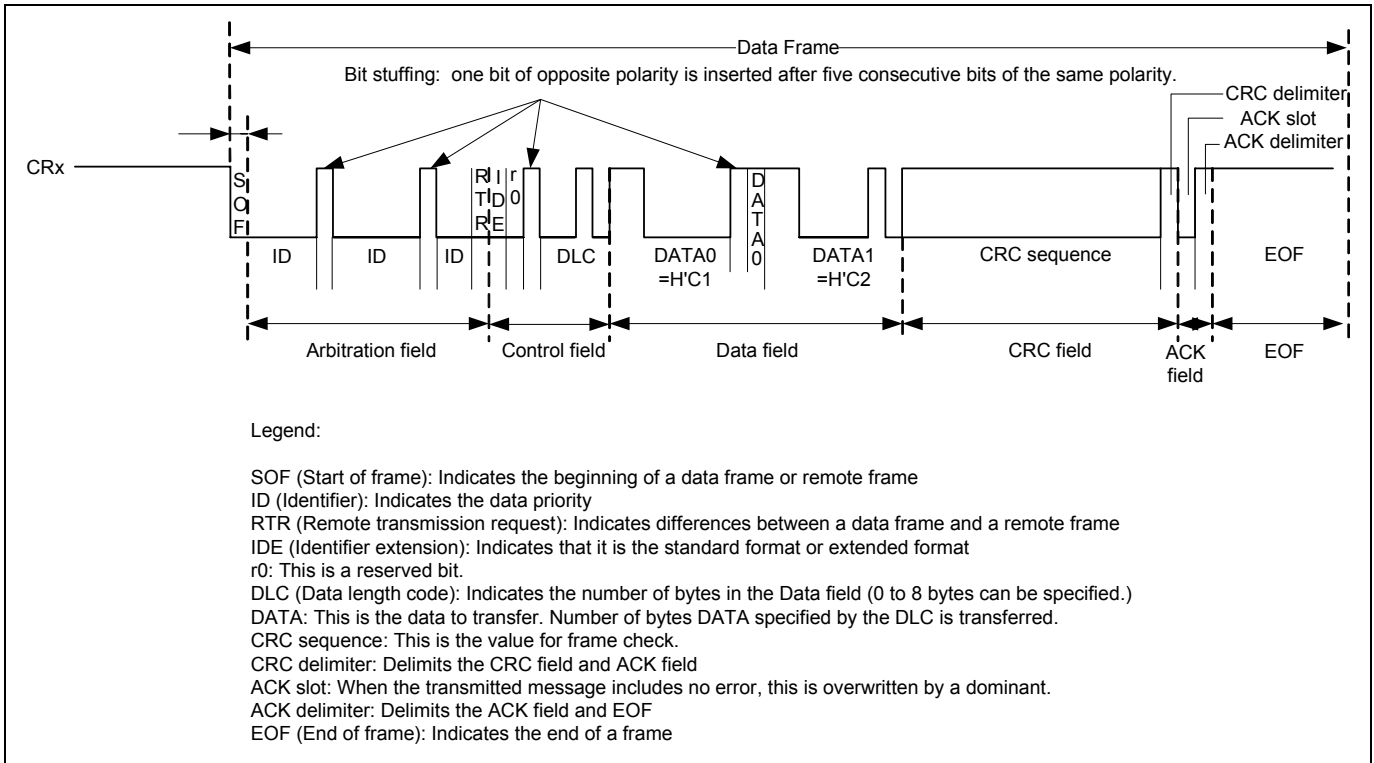 Data Frame
Bit stuffing: one bit of opposite polarity is inserted after five consecutive bits of the same polarity.
CRC delimiter
ACK slot
ACK delimiter
CRx
SOF
RTR
IDE
r0
DATA0
ID
ID
ID
DLC
DATA0
=H'C1
DATA1
=H'C2
CRC sequence
EOF
Arbitration field
Control field
Data field
CRC field
ACK
field
EOF
Legend:
SOF (Start of frame): Indicates the beginning of a data frame or remote frame
ID (Identifier): Indicates the data priority
RTR (Remote transmission request): Indicates differences between a data frame and a remote frame
IDE (Identifier extension): Indicates that it is the standard format or extended format
r0: This is a reserved bit.
DLC (Data length code): Indicates the number of bytes in the Data field (0 to 8 bytes can be specified.)
DATA: This is the data to transfer. Number of bytes DATA specified by the DLC is transferred.
CRC sequence: This is the value for frame check.
CRC delimiter: Delimits the CRC field and ACK field
ACK slot: When the transmitted message includes no error, this is overwritten by a dominant.
ACK delimiter: Delimits the ACK field and EOF
EOF (End of frame): Indicates the end of a frame